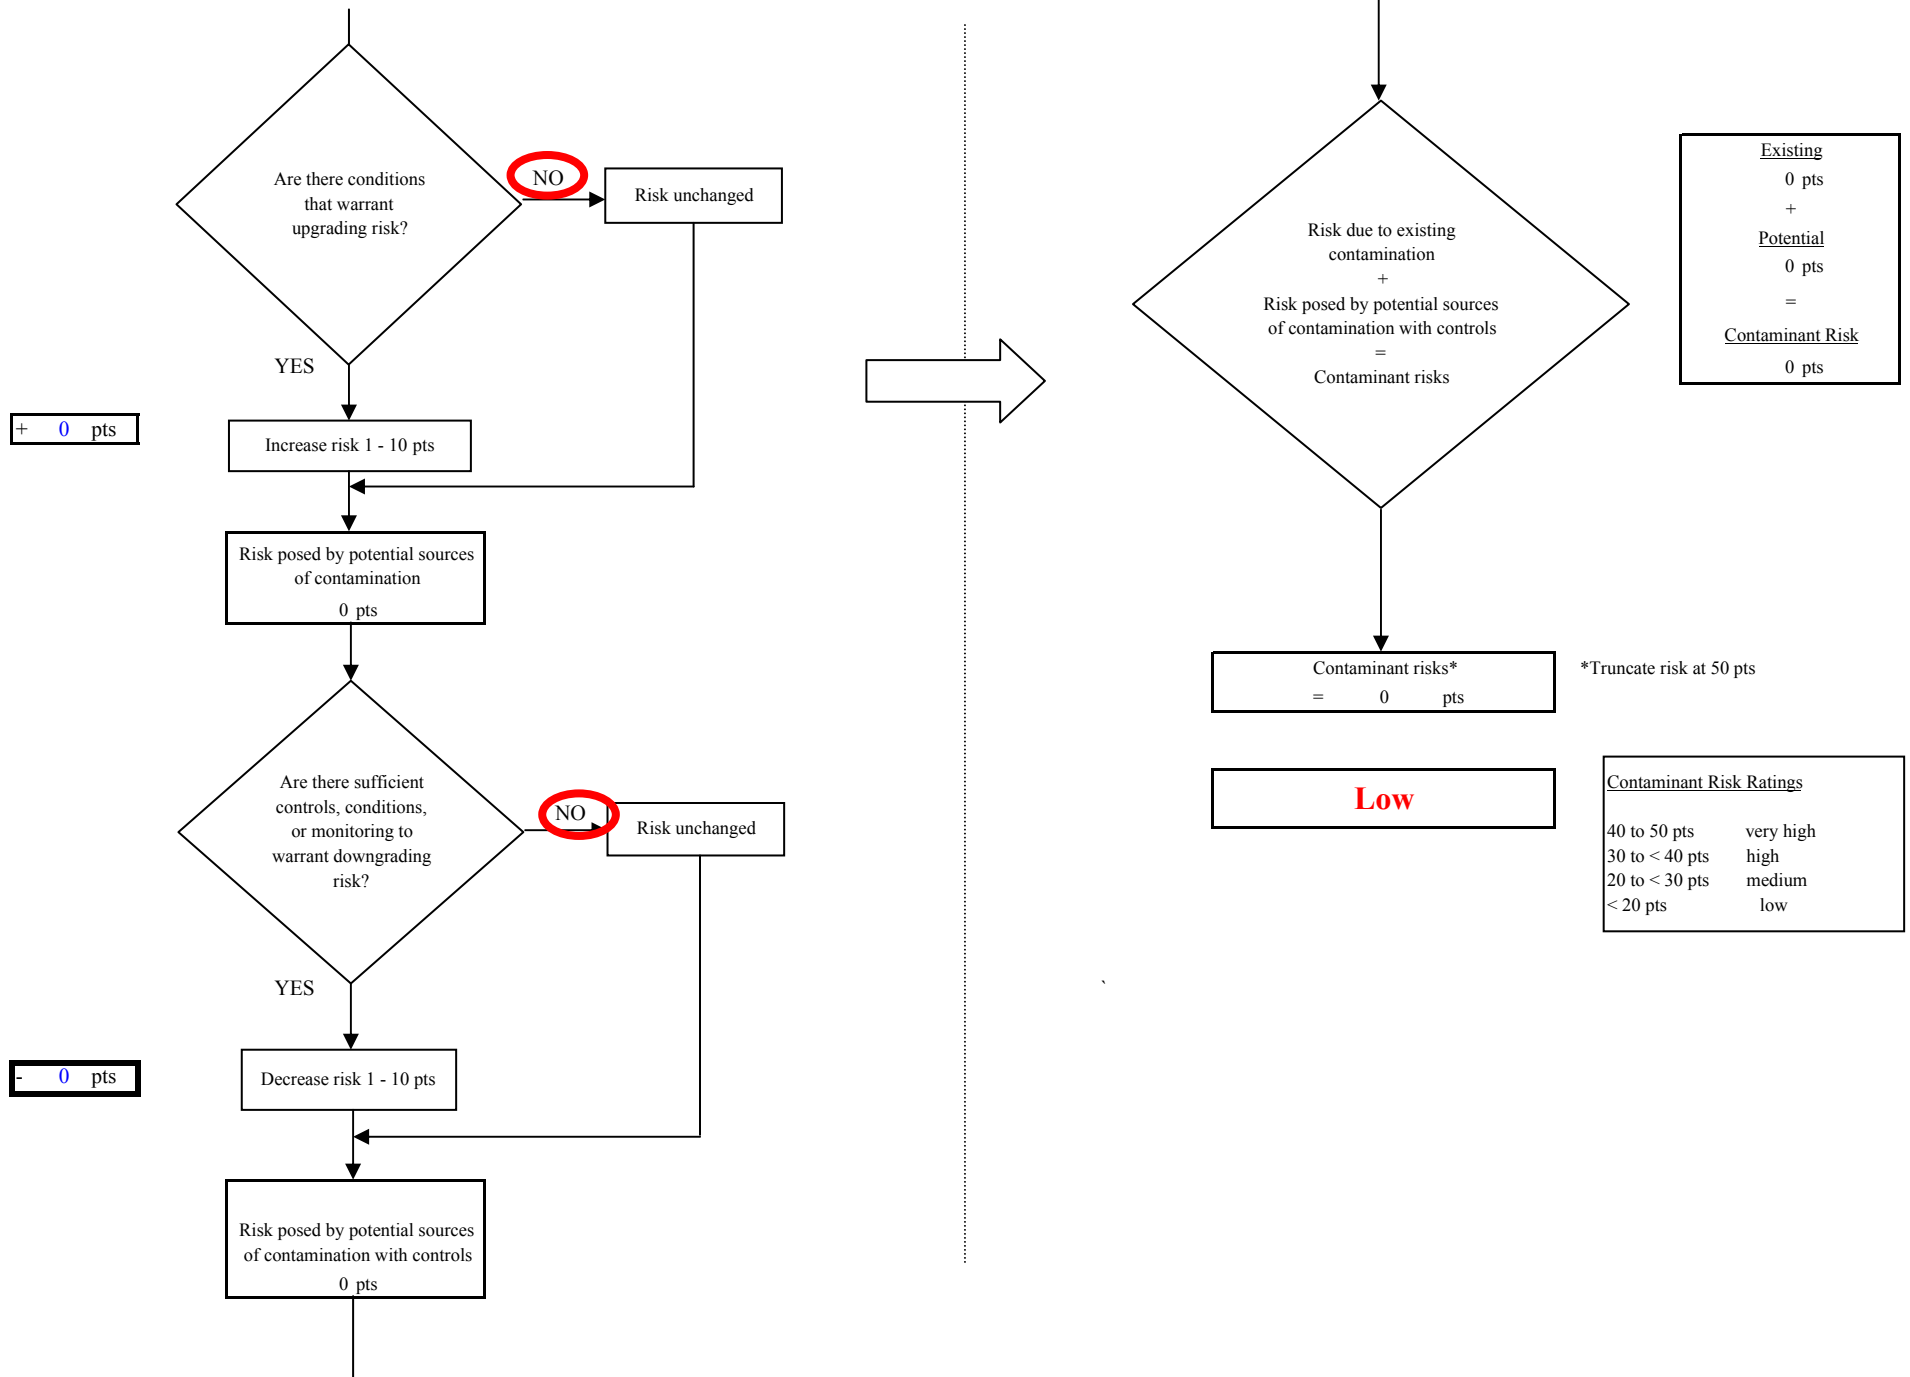 Are there conditions
that warrant
upgrading risk?
NO
Risk unchanged
YES
+ 0 pts
Increase risk 1 - 10 pts
Risk posed by potential sources
of contamination
0 pts
Are there sufficient
controls, conditions,
or monitoring to
warrant downgrading
risk?
NO
Risk unchanged
YES
- 0 pts
Decrease risk 1 - 10 pts
Risk posed by potential sources
of contamination with controls
0 pts
Risk due to existing
contamination
+
Risk posed by potential sources
of contamination with controls
=
Contaminant risks
Existing
0 pts
+
Potential
0 pts
=
Contaminant Risk
0 pts
Contaminant risks*
= 0 pts
*Truncate risk at 50 pts
Low
Contaminant Risk Ratings
40 to 50 pts very high
30 to < 40 pts high
20 to < 30 pts medium
< 20 pts low
`